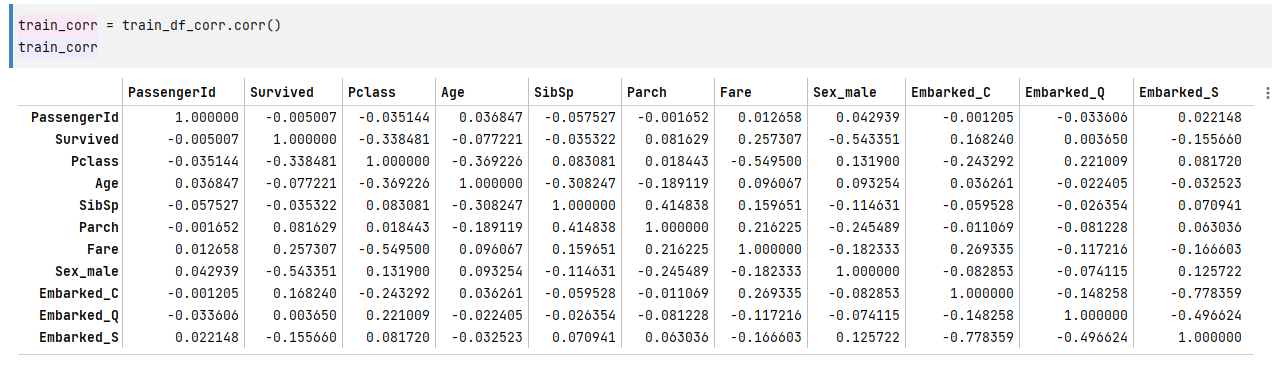 train_corr = train_df_corr.corr()
train_corr
PassengerId Survived Pclass Age SibSp Parch Fare Sex_male Embarked_C Embarked_Q Embarked_S
PassengerId 1.000000 -0.005007 -0.035144 0.036847 -0.057527 -0.001652 0.012658 0.042939 -0.001205 -0.033606 0.022148
Survived -0.005007 1.000000 -0.338481 -0.077221 -0.035322 0.081629 0.257307 -0.543351 0.168240 0.003650 -0.155660
Pclass -0.035144 -0.338481 1.000000 -0.369226 0.083081 0.018443 -0.549500 0.131900 -0.243292 0.221009 0.081720
Age 0.036847 -0.077221 -0.369226 1.000000 -0.308247 -0.189119 0.096067 0.093254 0.036261 -0.022405 -0.032523
SibSp -0.057527 -0.035322 0.083081 -0.308247 1.000000 0.414838 0.159651 -0.114631 -0.059528 -0.026354 0.070941
Parch -0.001652 0.081629 0.018443 -0.189119 0.414838 1.000000 0.216225 -0.245489 -0.011069 -0.081228 0.063036
Fare 0.012658 0.257307 -0.549500 0.096067 0.159651 0.216225 1.000000 -0.182333 0.269335 -0.117216 -0.166603
Sex_male 0.042939 -0.543351 0.131900 0.093254 -0.114631 -0.245489 -0.182333 1.000000 -0.082853 -0.074115 0.125722
Embarked_C -0.001205 0.168240 -0.243292 0.036261 -0.059528 -0.011069 0.269335 -0.082853 1.000000 -0.148258 -0.778359
Embarked_Q -0.033606 0.003650 0.221009 -0.022405 -0.026354 -0.081228 -0.117216 -0.074115 -0.148258 1.000000 -0.496624
Embarked_S 0.022148 -0.155660 0.081720 -0.032523 0.070941 0.063036 -0.166603 0.125722 -0.778359 -0.496624 1.000000